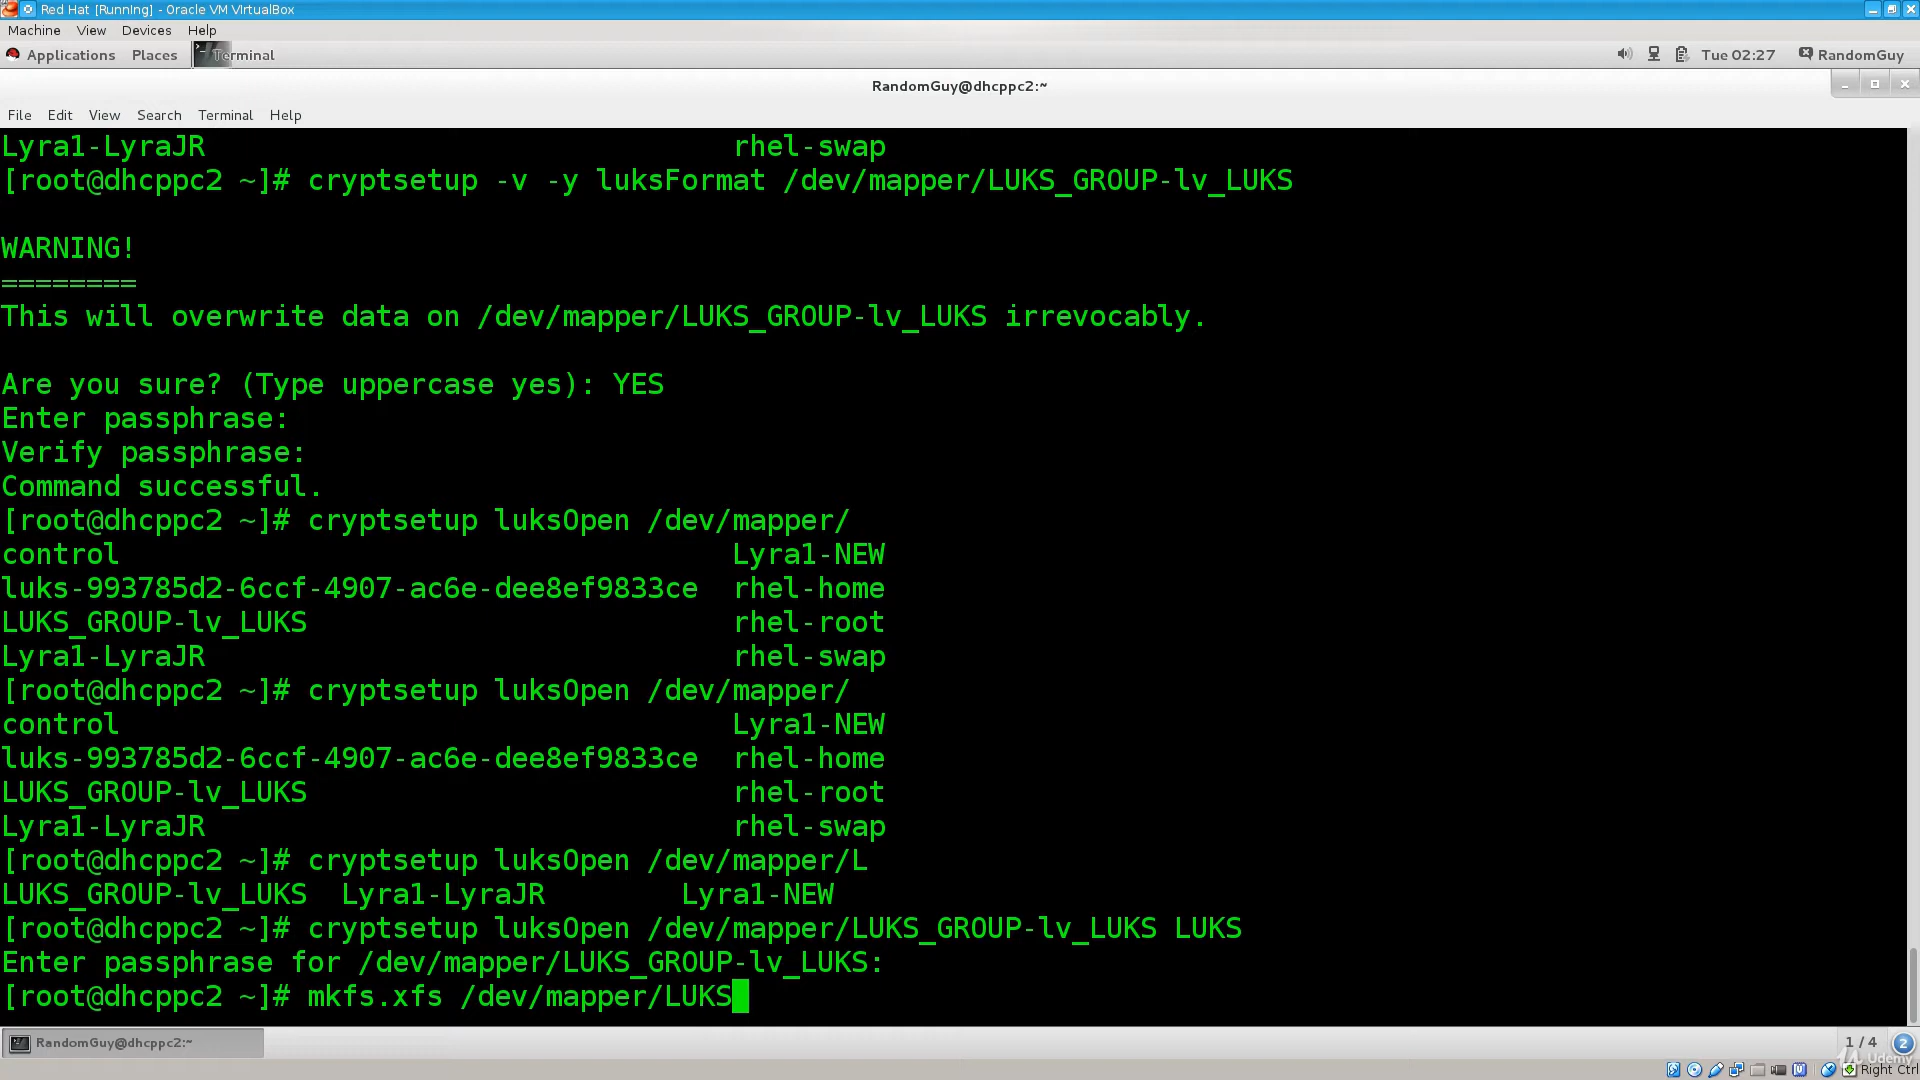 Red Hat [Running] - Oracle VM VirtualBox
Machine View Devices Help
Applications Places Terminal Tue 02:27 RandomGuy
RandomGuy@dhcppc2:~
File Edit View Search Terminal Help
Lyra1-LyraJR rhel-swap
[root@dhcppc2 ~]# cryptsetup -v -y luksFormat /dev/mapper/LUKS_GROUP-lv_LUKS
WARNING!
========
This will overwrite data on /dev/mapper/LUKS_GROUP-lv_LUKS irrevocably.
Are you sure? (Type uppercase yes): YES
Enter passphrase:
Verify passphrase:
Command successful.
[root@dhcppc2 ~]# cryptsetup luksOpen /dev/mapper/
control Lyra1-NEW
luks-993785d2-6ccf-4907-ac6e-dee8ef9833ce rhel-home
LUKS_GROUP-lv_LUKS rhel-root
Lyra1-LyraJR rhel-swap
[root@dhcppc2 ~]# cryptsetup luksOpen /dev/mapper/
control Lyra1-NEW
luks-993785d2-6ccf-4907-ac6e-dee8ef9833ce rhel-home
LUKS_GROUP-lv_LUKS rhel-root
Lyra1-LyraJR rhel-swap
[root@dhcppc2 ~]# cryptsetup luksOpen /dev/mapper/L
LUKS_GROUP-lv_LUKS Lyra1-LyraJR Lyra1-NEW
[root@dhcppc2 ~]# cryptsetup luksOpen /dev/mapper/LUKS_GROUP-lv_LUKS LUKS
Enter passphrase for /dev/mapper/LUKS_GROUP-lv_LUKS:
[root@dhcppc2 ~]# mkfs.xfs /dev/mapper/LUKS
RandomGuy@dhcppc2:~ 1 / 4 2
Udemy
Right Ctrl